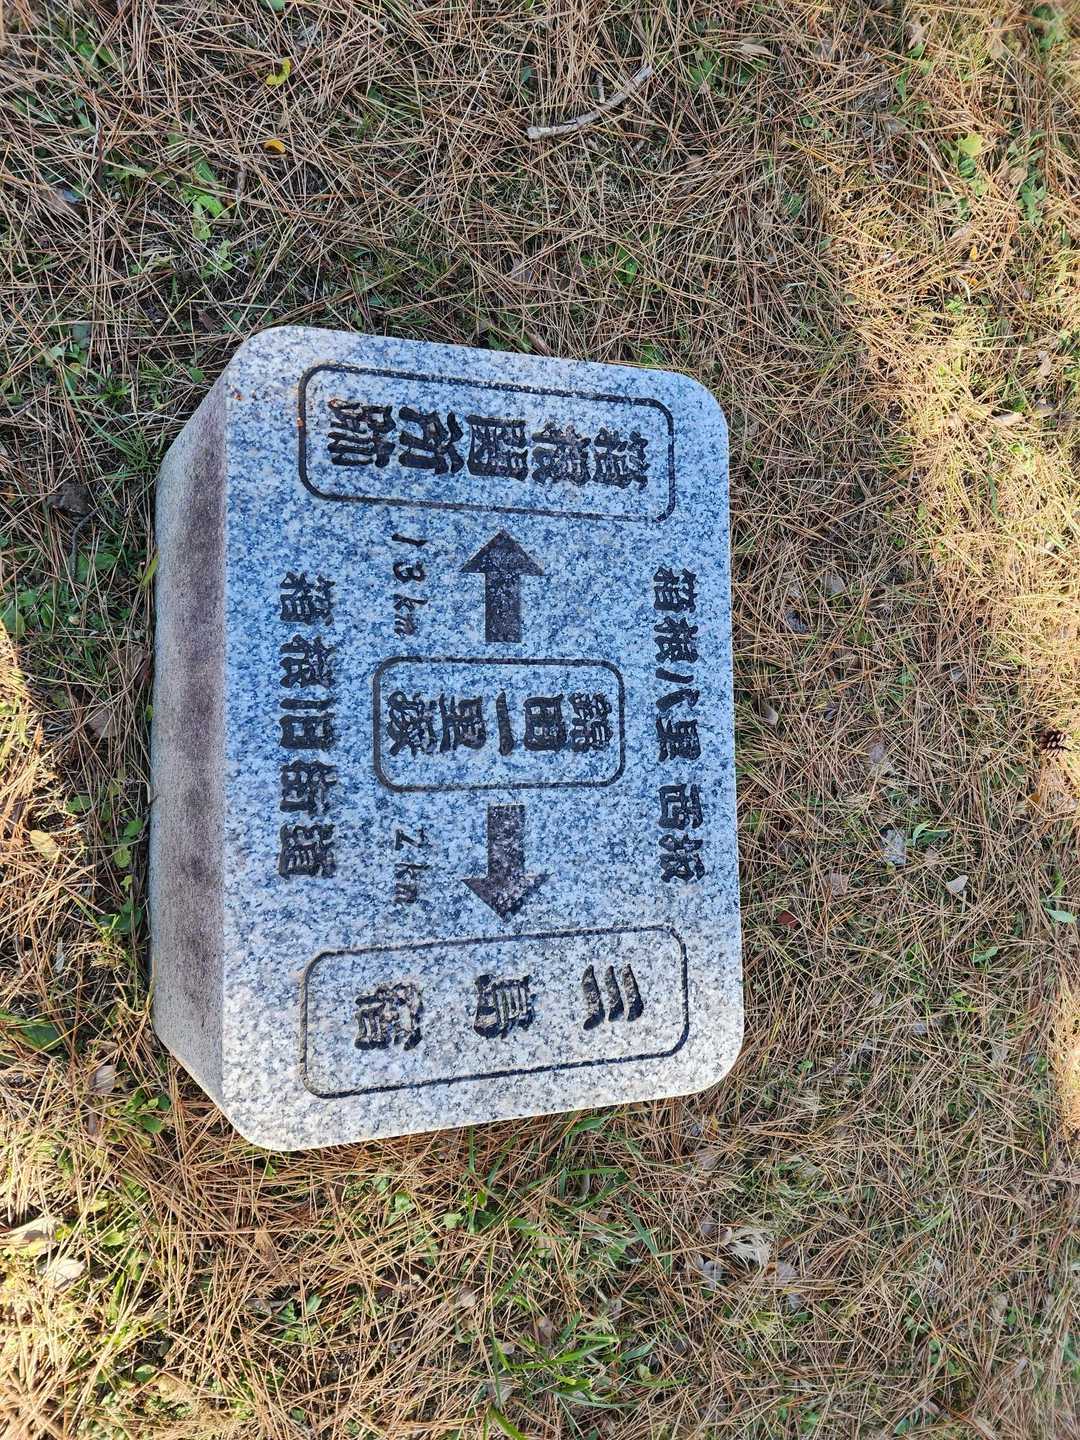 箱根八里 西坂
箱根関所跡
錦田一里塚
三島宿
13km
2km
箱根旧街道